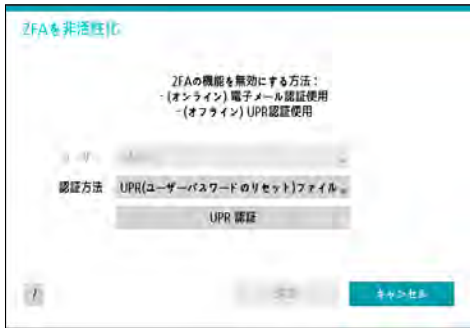 2FAを非活性化
2FAの機能を無効にする方法：
- (オンライン) 電子メール認証使用
- (オフライン) UPR認証使用
認証方法 UPR(ユーザーパスワードのリセット)ファイル
UPR 認証
キャンセル